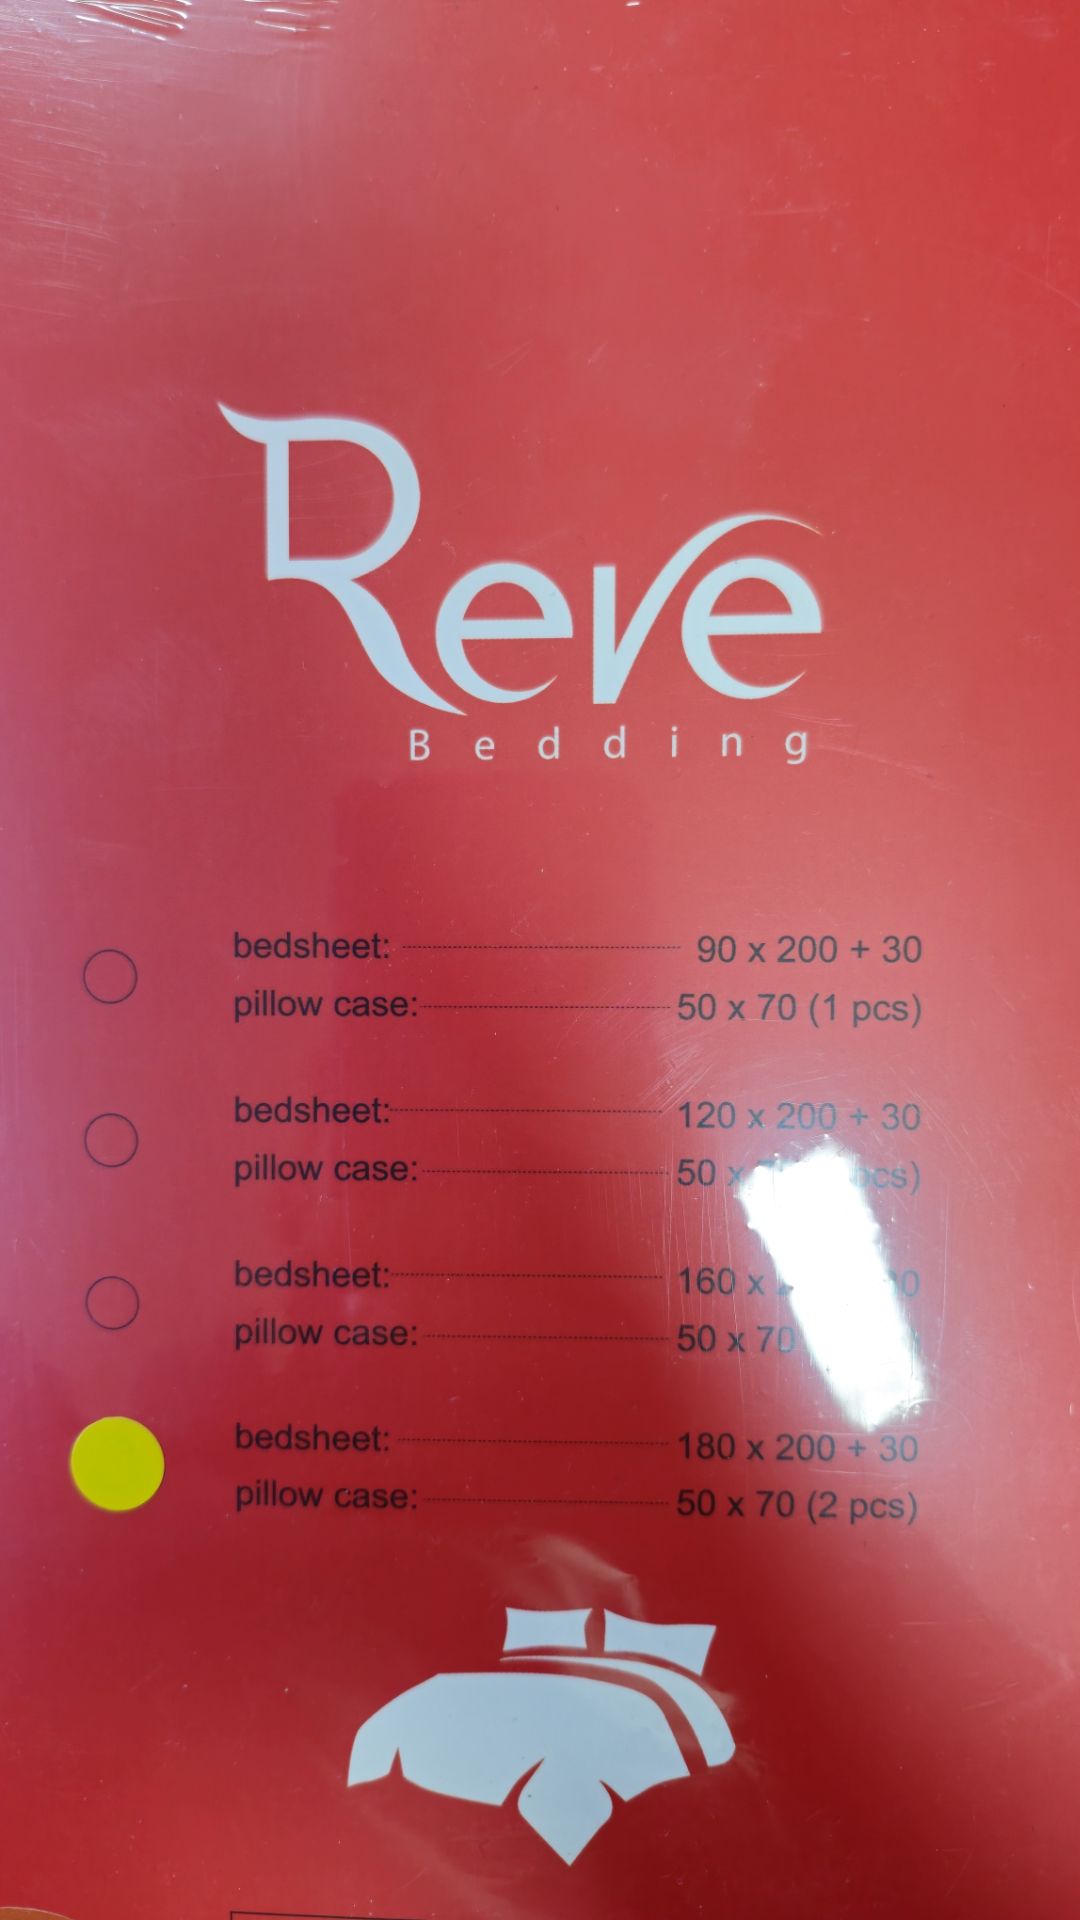 Reve
Bedding
bedsheet: 90 x 200 + 30
pillow case: 50 x 70 (1 pcs)
bedsheet: 120 x 200 + 30
pillow case: 50 x pcs)
bedsheet: 160 x
pillow case: 50 x 70
bedsheet: 180 x 200 + 30
pillow case: 50 x 70 (2 pcs)